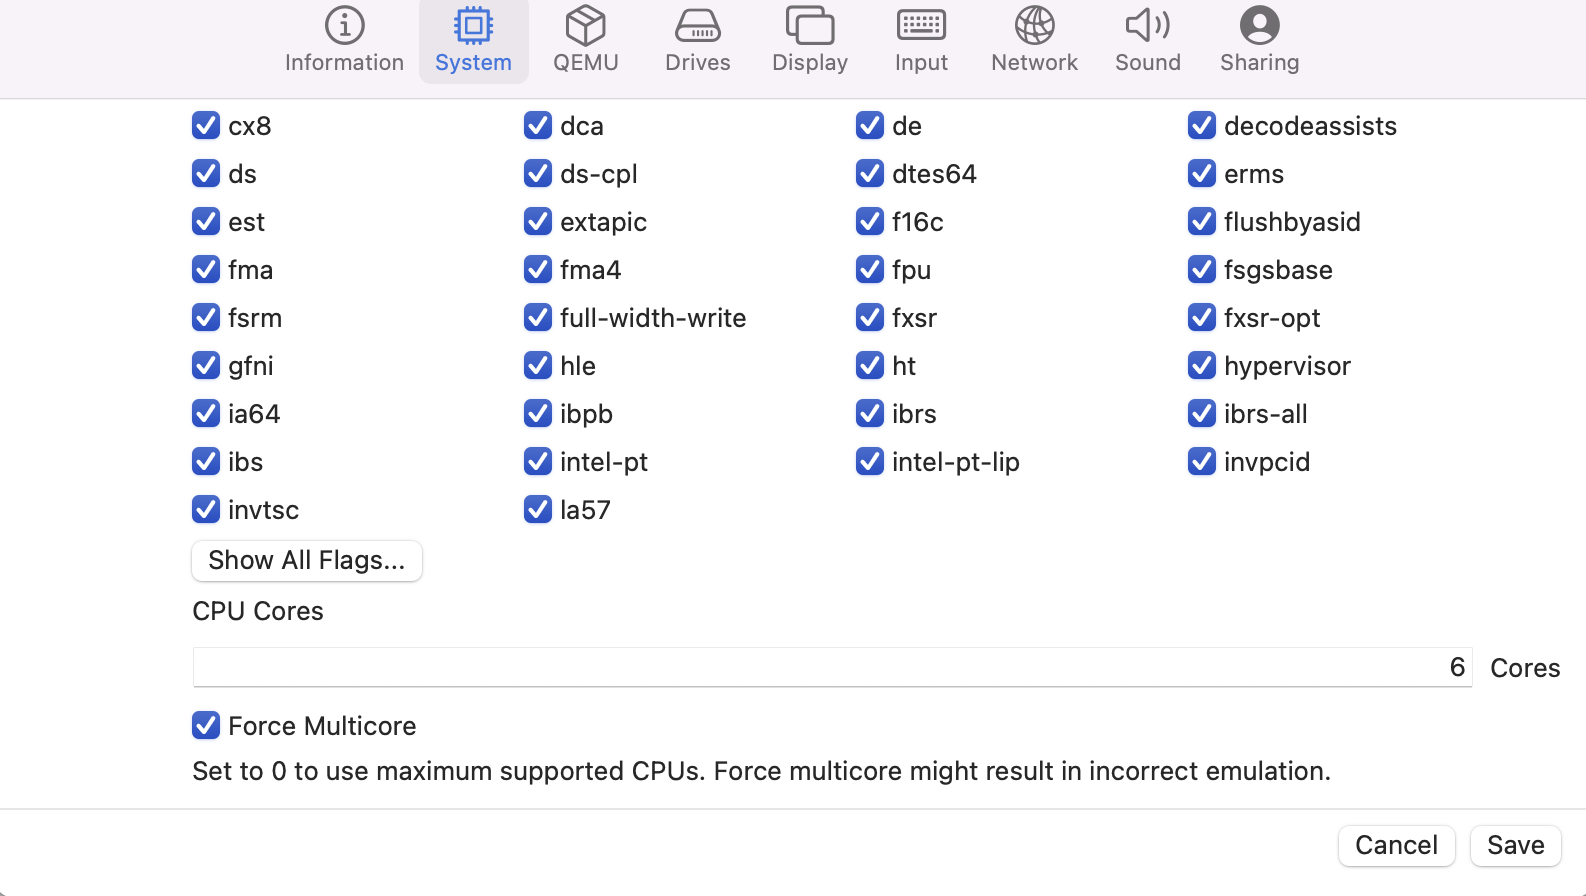 Information System QEMU Drives Display Input Network Sound Sharing
cx8 dca de decodeassists
ds ds-cpl dtes64 erms
est extapic f16c flushbyasid
fma fma4 fpu fsgsbase
fsrm full-width-write fxsr fxsr-opt
gfni hle ht hypervisor
ia64 ibpb ibrs ibrs-all
ibs intel-pt intel-pt-lip invpcid
invtsc la57
Show All Flags...
CPU Cores
6 Cores
Force Multicore
Set to 0 to use maximum supported CPUs. Force multicore might result in incorrect emulation.
Cancel Save